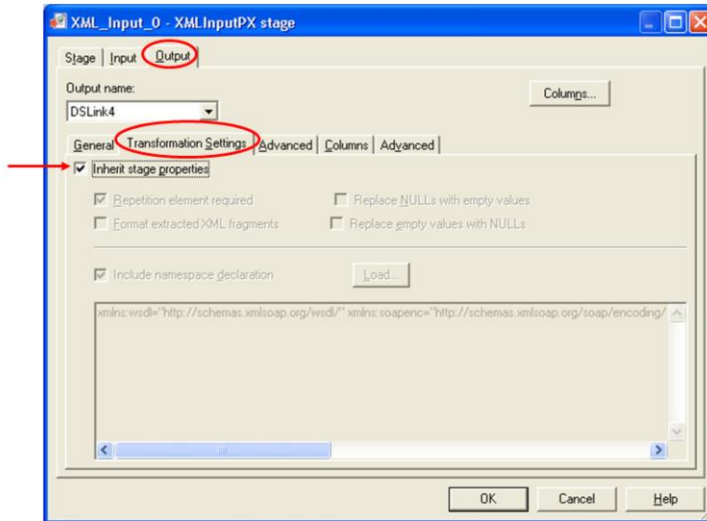 XML_Input_0 - XMLInputPX stage
Stage Input Output
Output name:
DSLink4
Columns...
General Transformation Settings Advanced Columns Advanced
Inherit stage properties
Repetition element required Replace NULLs with empty values
Format extracted XML fragments Replace empty values with NULLs
Include namespace declaration Load...
xmlns:wsdl="http://schemas.xmlsoap.org/wsdl/" xmlns:soapenc="http://schemas.xmlsoap.org/soap/encoding/
OK Cancel Help